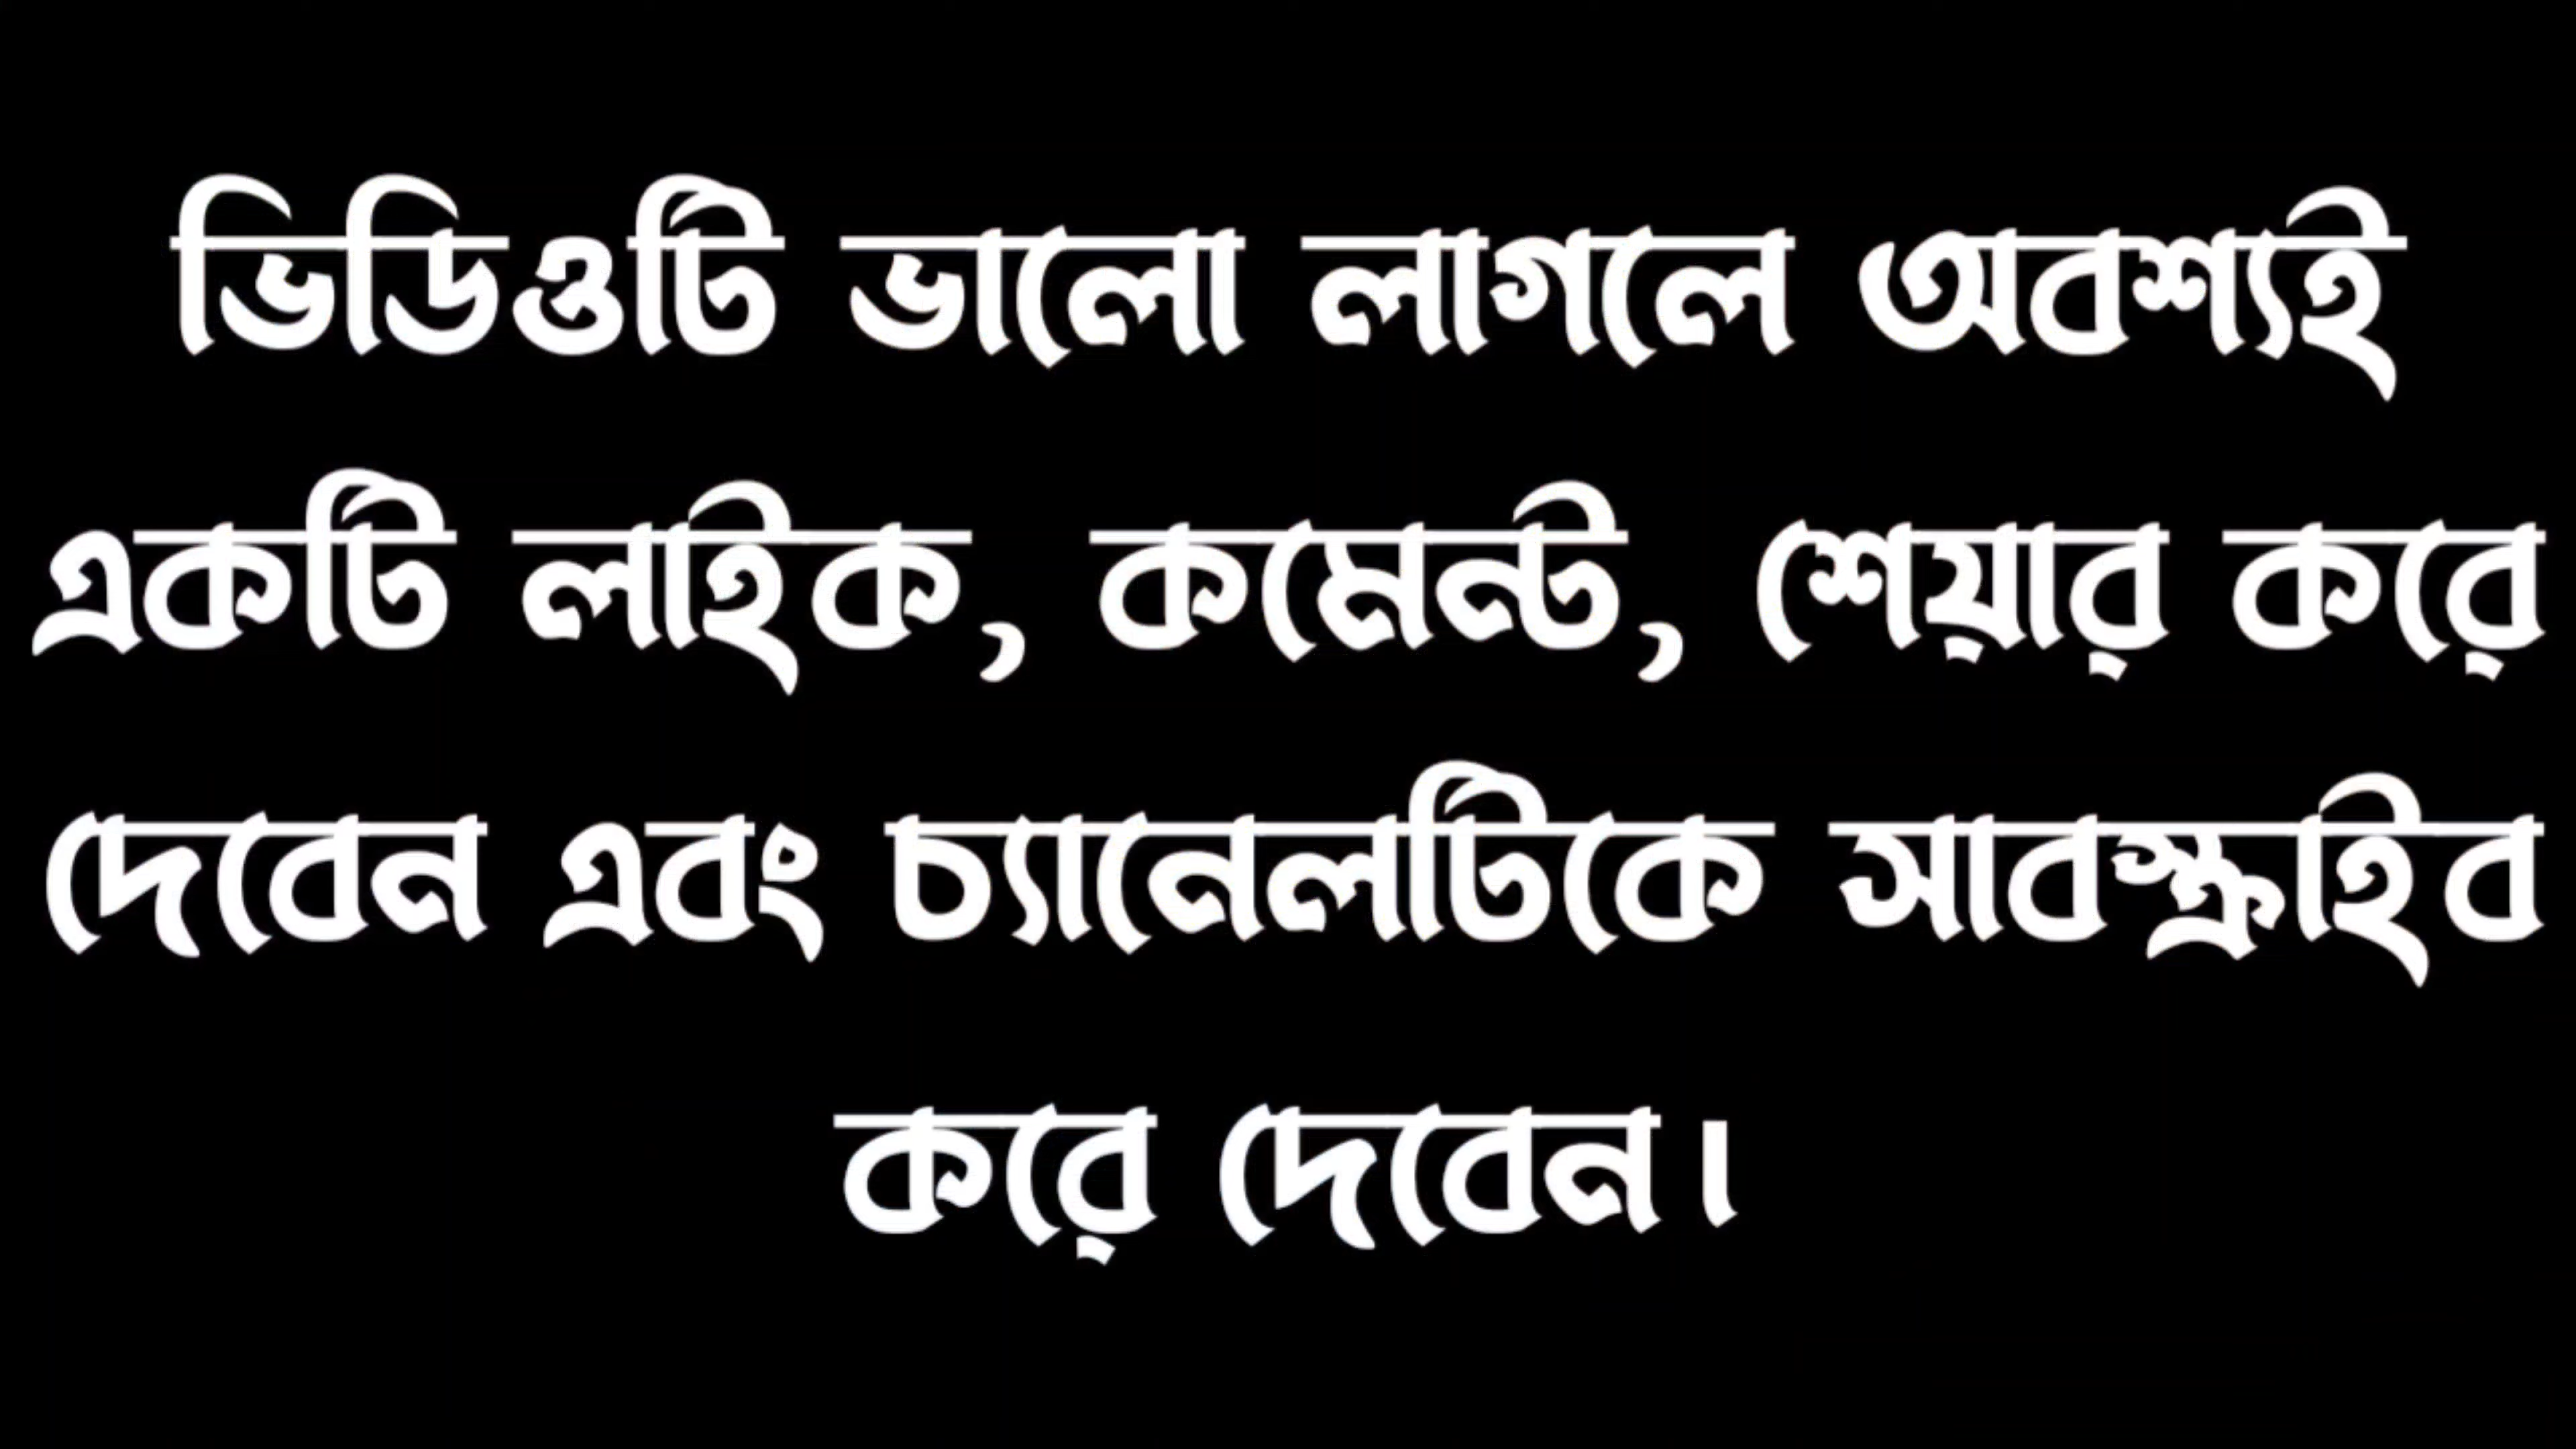 ভিডিওটি ভালো লাগলে অবশ্যই
একটি লাইক, কমেন্ট, শেয়ার করে
দেবেন এবং চ্যানেলটিকে সাবস্ক্রাইব
করে দেবেন।